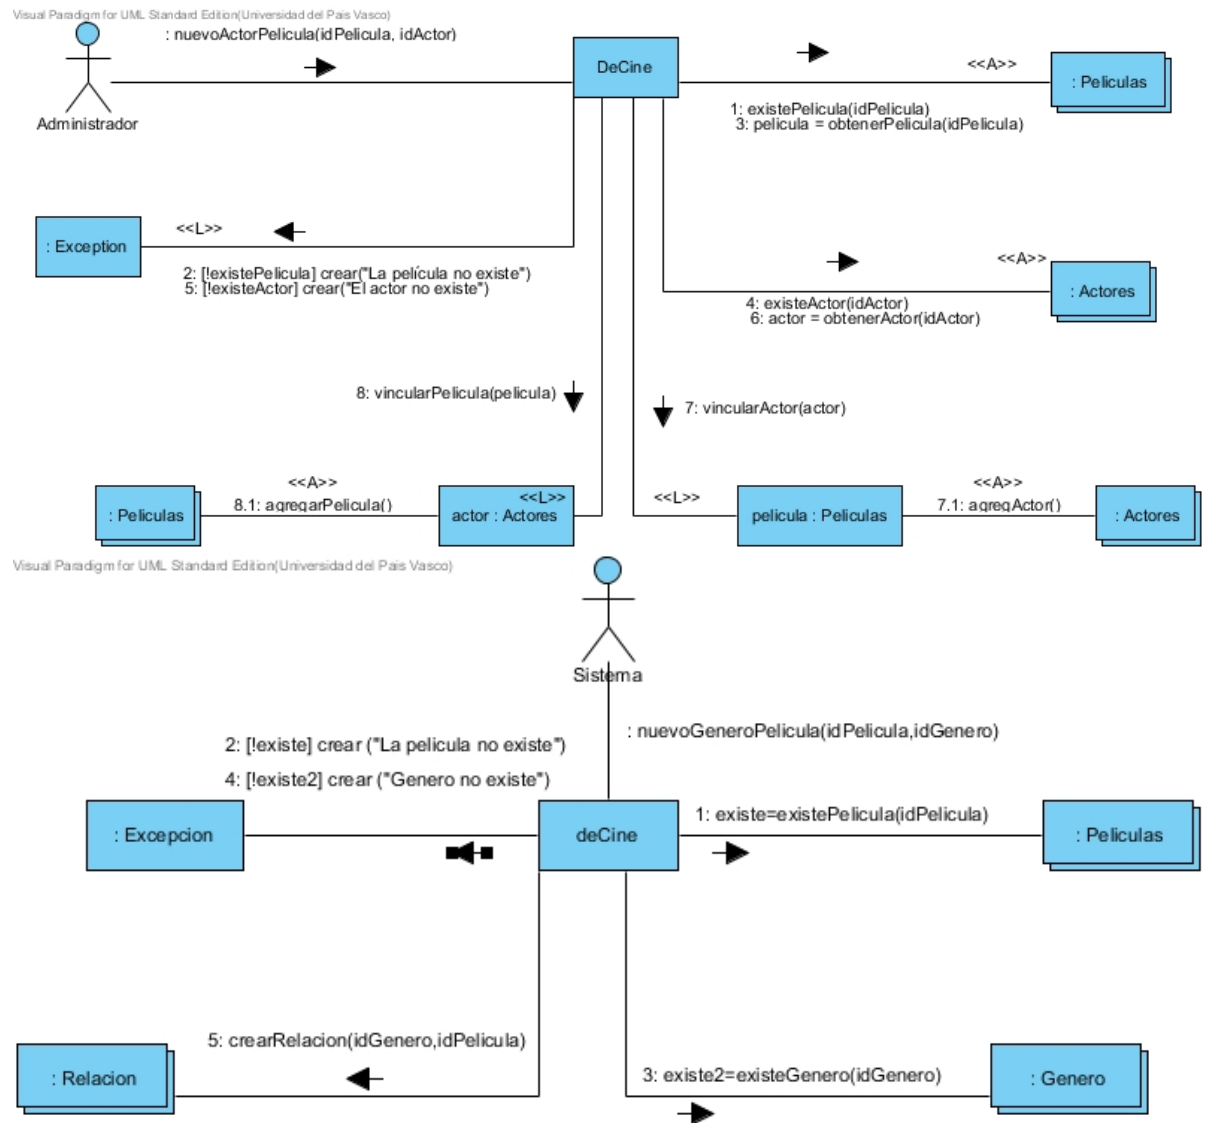 Visual Paradigm for UML Standard Edition(Universidad del Pais Vasco)
: nuevoActorPelicula(idPelicula, idActor)
DeCine
<<A>>
: Peliculas
Administrador
1: existePelicula(idPelicula)
3: pelicula = obtenerPelicula(idPelicula)
<<L>>
: Exception
2: [!existePelicula] crear("La película no existe")
5: [!existeActor] crear("El actor no existe")
<<A>>
: Actores
4: existeActor(idActor)
6: actor = obtenerActor(idActor)
8: vincularPelicula(pelicula)
7: vincularActor(actor)
<<A>>
: Peliculas
8.1: agregarPelicula()
<<L>>
actor : Actores
<<L>>
pelicula : Peliculas
<<A>>
7.1: agregActor()
: Actores
Visual Paradigm for UML Standard Edition(Universidad del Pais Vasco)
Sistema
: nuevoGeneroPelicula(idPelicula,idGenero)
2: [!existe] crear ("La pelicula no existe")
4: [!existe2] crear ("Genero no existe")
: Excepcion
deCine
1: existe=existePelicula(idPelicula)
: Peliculas
5: crearRelacion(idGenero,idPelicula)
: Relacion
3: existe2=existeGenero(idGenero)
: Genero